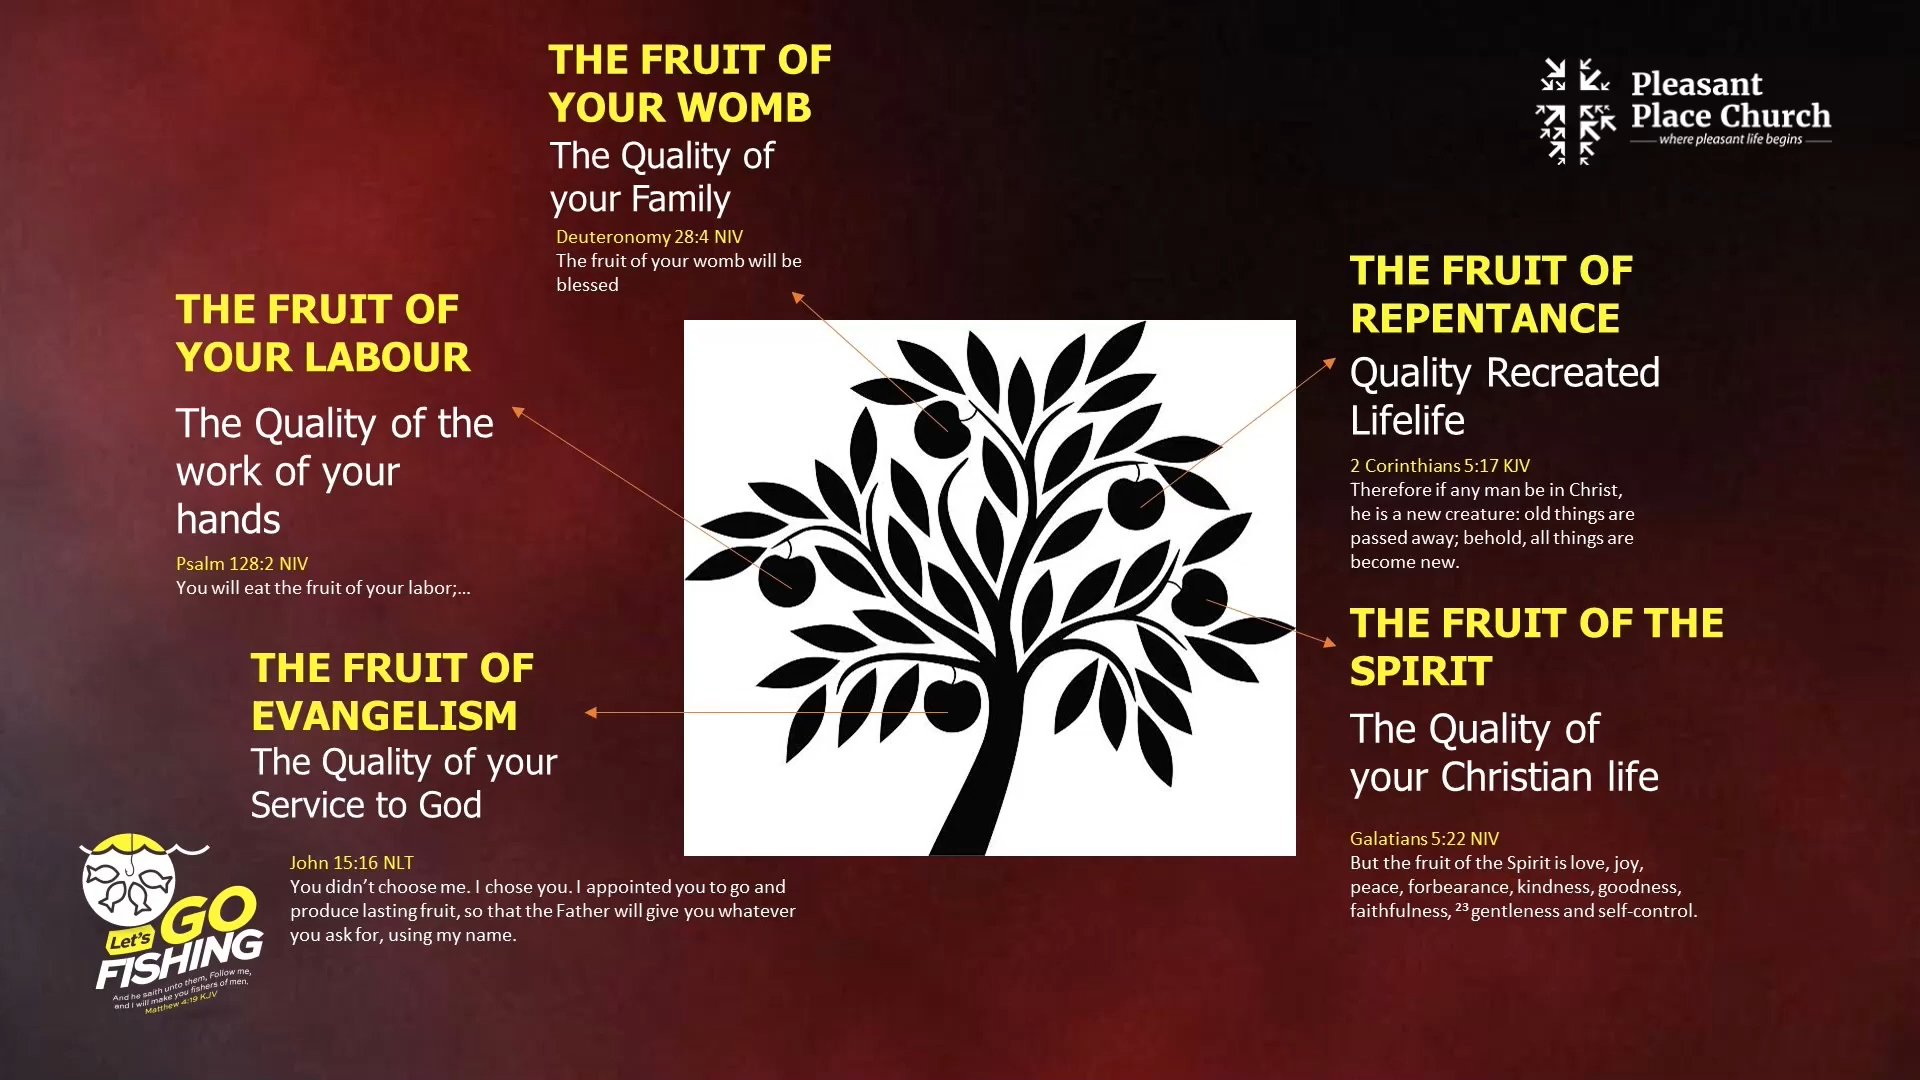 THE FRUIT OF
YOUR WOMB
The Quality of
your Family
Deuteronomy 28:4 NIV
The fruit of your womb will be
blessed
Pleasant
Place Church
where pleasant life begins
THE FRUIT OF
YOUR LABOUR
The Quality of the
work of your
hands
Psalm 128:2 NIV
You will eat the fruit of your labor;...
THE FRUIT OF
REPENTANCE
Quality Recreated
Lifelife
2 Corinthians 5:17 KJV
Therefore if any man be in Christ,
he is a new creature: old things are
passed away; behold, all things are
become new.
THE FRUIT OF
EVANGELISM
The Quality of your
Service to God
John 15:16 NLT
You didn’t choose me. I chose you. I appointed you to go and
produce lasting fruit, so that the Father will give you whatever
you ask for, using my name.
THE FRUIT OF THE
SPIRIT
The Quality of
your Christian life
Galatians 5:22 NIV
But the fruit of the Spirit is love, joy,
peace, forbearance, kindness, goodness,
faithfulness, ²³ gentleness and self-control.
Let's GO
FISHING
And he saith unto them, Follow me,
and I will make you fishers of men.
Matthew 4:19 KJV